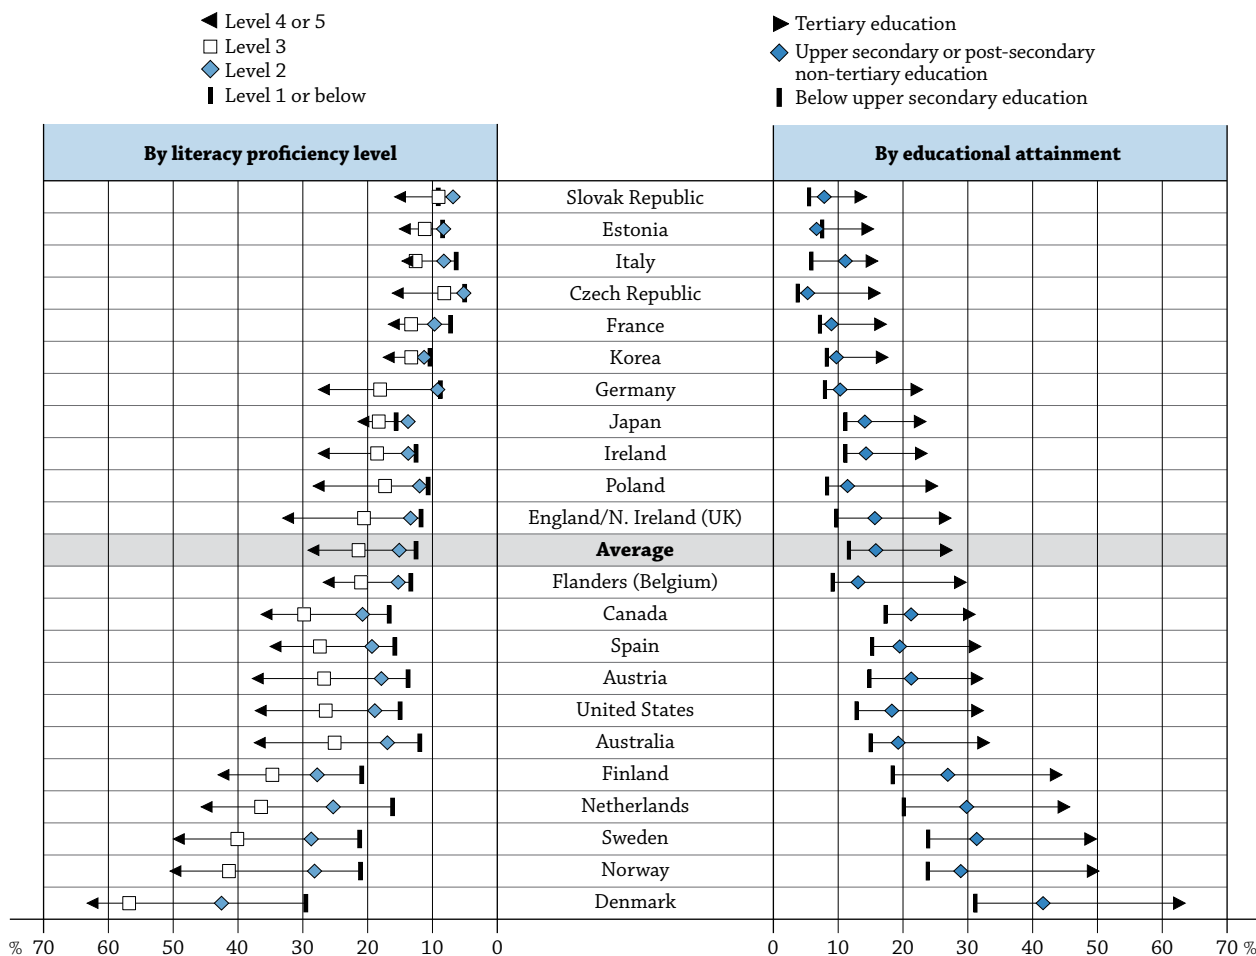 Level 4 or 5
Level 3
Level 2
Level 1 or below
Tertiary education
Upper secondary or post-secondary
non-tertiary education
Below upper secondary education
By literacy proficiency level
By educational attainment
Slovak Republic
Estonia
Italy
Czech Republic
France
Korea
Germany
Japan
Ireland
Poland
England/N. Ireland (UK)
Average
Flanders (Belgium)
Canada
Spain
Austria
United States
Australia
Finland
Netherlands
Sweden
Norway
Denmark
% 70 60 50 40 30 20 10 0
0 10 20 30 40 50 60 70 %